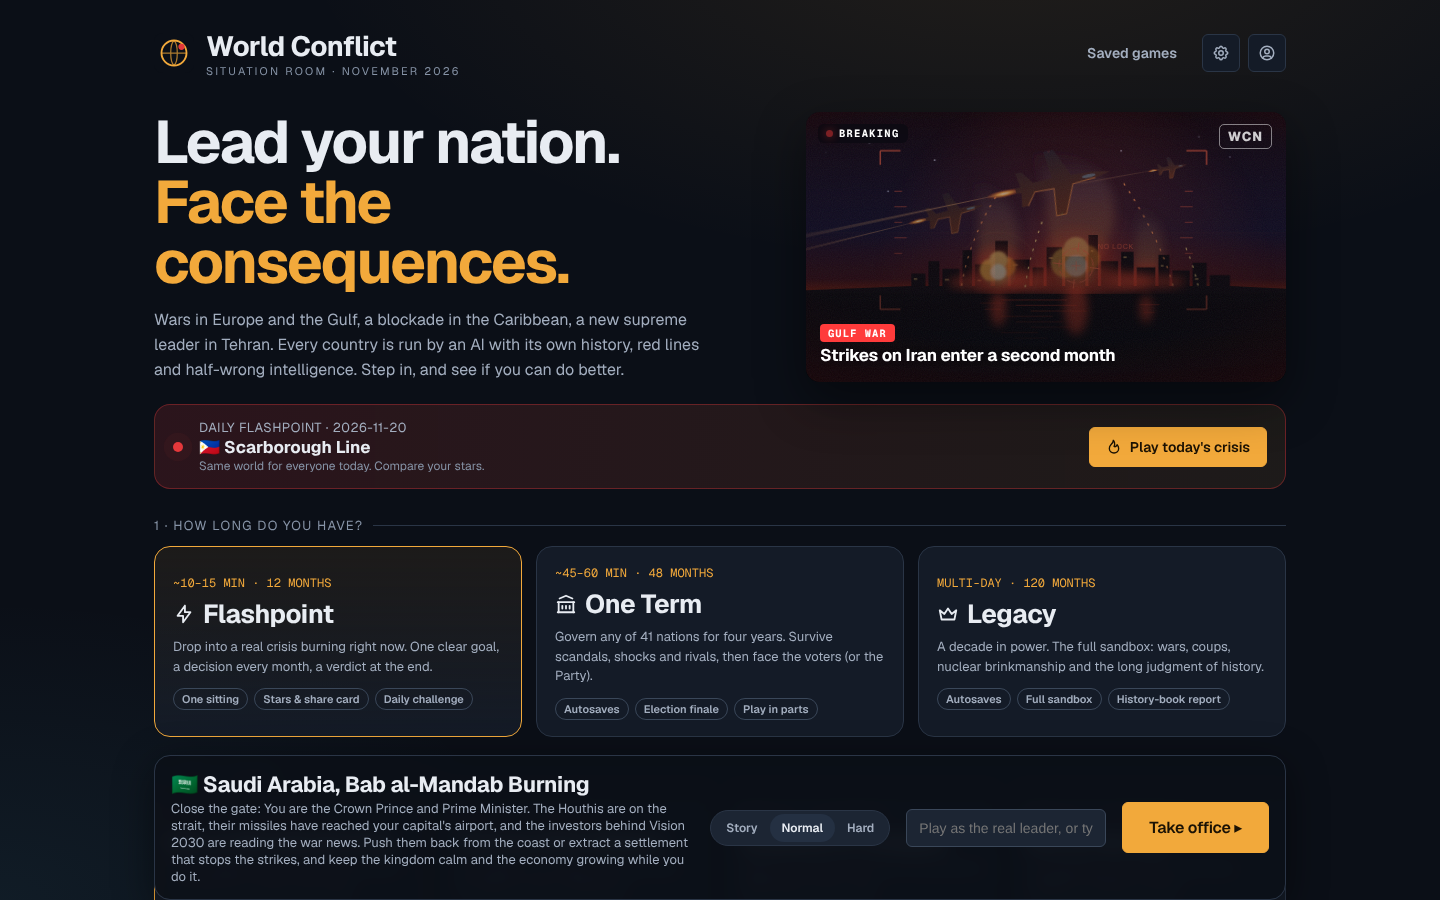 World Conflict
SITUATION ROOM · NOVEMBER 2026
Saved games
Lead your nation.
Face the
consequences.
Wars in Europe and the Gulf, a blockade in the Caribbean, a new supreme
leader in Tehran. Every country is run by an AI with its own history, red lines
and half-wrong intelligence. Step in, and see if you can do better.
BREAKING
WCN
NO LOCK
GULF WAR
Strikes on Iran enter a second month
DAILY FLASHPOINT · 2026-11-20
Scarborough Line
Same world for everyone today. Compare your stars.
Play today's crisis
1 · HOW LONG DO YOU HAVE?
~10–15 MIN · 12 MONTHS
Flashpoint
Drop into a real crisis burning right now. One clear goal,
a decision every month, a verdict at the end.
One sitting
Stars & share card
Daily challenge
~45–60 MIN · 48 MONTHS
One Term
Govern any of 41 nations for four years. Survive
scandals, shocks and rivals, then face the voters (or the
Party).
Autosaves
Election finale
Play in parts
MULTI-DAY · 120 MONTHS
Legacy
A decade in power. The full sandbox: wars, coups,
nuclear brinkmanship and the long judgment of history.
Autosaves
Full sandbox
History-book report
Saudi Arabia, Bab al-Mandab Burning
Close the gate: You are the Crown Prince and Prime Minister. The Houthis are on the
strait, their missiles have reached your capital's airport, and the investors behind Vision
2030 are reading the war news. Push them back from the coast or extract a settlement
that stops the strikes, and keep the kingdom calm and the economy growing while you
do it.
Story
Normal
Hard
Play as the real leader, or ty
Take office ▸